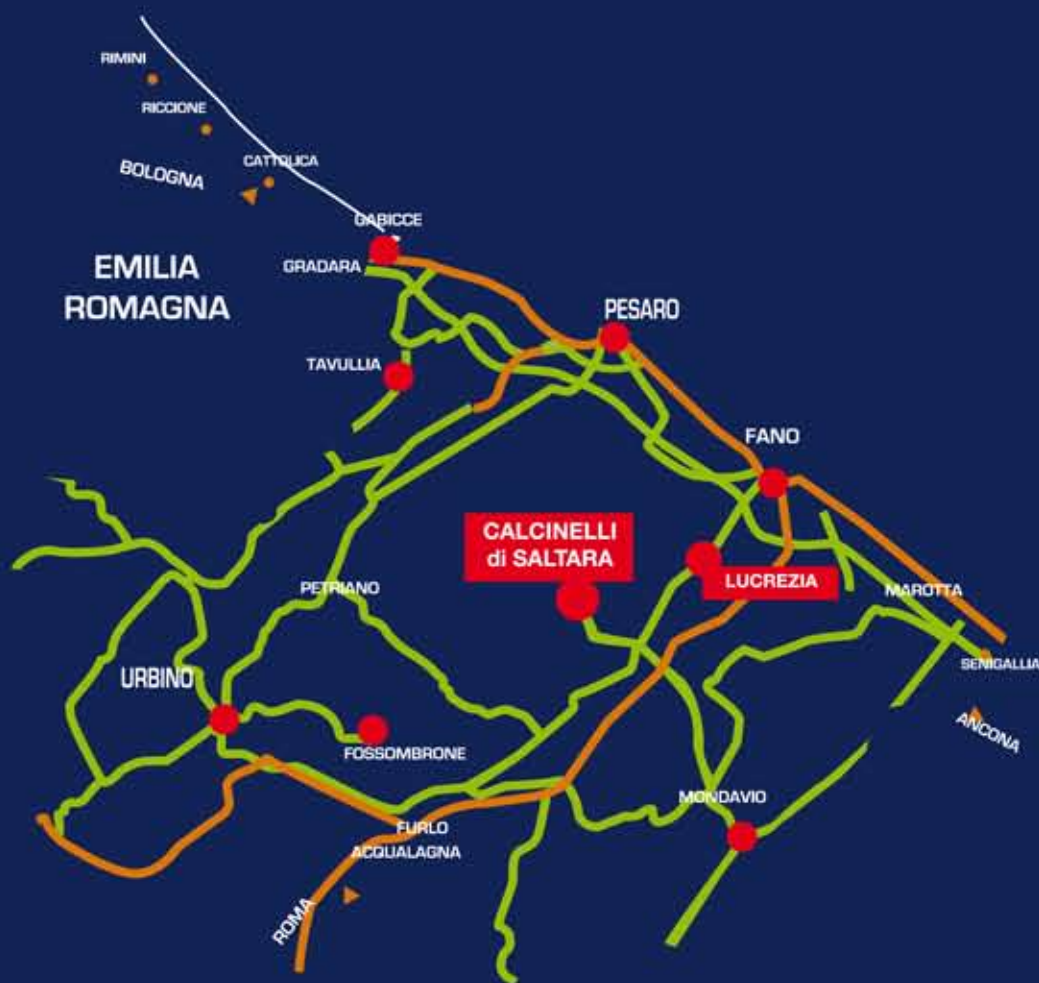 RIMINI
RICCIONE
CATTOLICA
BOLOGNA
GABICCE
EMILIA
ROMAGNA
GRADARA
PESARO
TAVULLIA
FANO
CALCINELLI
di SALTARA
LUCREZIA
PETRIANO
MAROTTA
SENIGALLIA
URBINO
ANCONA
FOSSOMBRONE
MONDAVIO
FURLO
ACQUALAGNA
ROMA